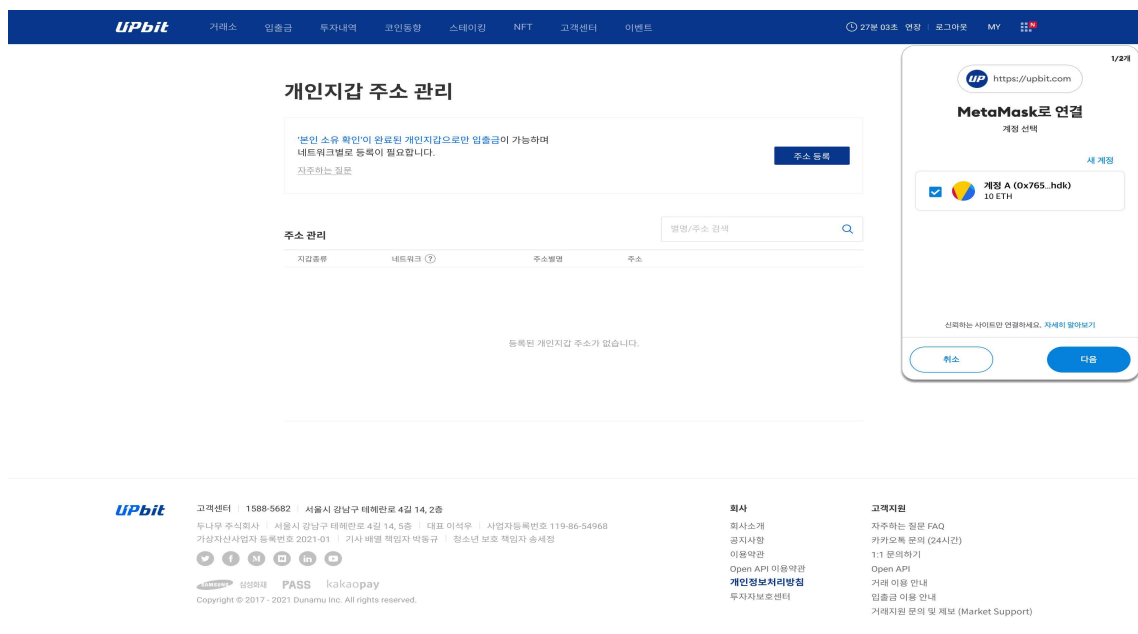 UPbit 거래소 입출금 투자내역 코인동향 스테이킹 NFT 고객센터 이벤트 27분 03초 연장 로그아웃 MY N
개인지갑 주소 관리
'본인 소유 확인'이 완료된 개인지갑으로만 입출금이 가능하며
네트워크별로 등록이 필요합니다.
자주하는 질문
주소 등록
주소 관리
별명/주소 검색
지갑종류 네트워크 ? 주소별명 주소
등록된 개인지갑 주소가 없습니다.
1/2개
UP https://upbit.com
MetaMask로 연결
계정 선택
새 계정
계정 A (0x765...hdk)
10 ETH
신뢰하는 사이트만 연결하세요. 자세히 알아보기
취소 다음
UPbit
고객센터 1588-5682 서울시 강남구 테헤란로 4길 14, 2층
두나무 주식회사 서울시 강남구 테헤란로 4길 14, 5층 대표 이석우 사업자등록번호 119-86-54968
가상자산사업자 등록번호 2021-01 기사 배열 책임자 박동규 청소년 보호 책임자 송세정
삼성화재 PASS kakaopay
Copyright © 2017 - 2021 Dunamu Inc. All rights reserved.
회사
회사소개
공지사항
이용약관
Open API 이용약관
개인정보처리방침
투자자보호센터
고객지원
자주하는 질문 FAQ
카카오톡 문의 (24시간)
1:1 문의하기
Open API
거래 이용 안내
입출금 이용 안내
거래지원 문의 및 제보 (Market Support)